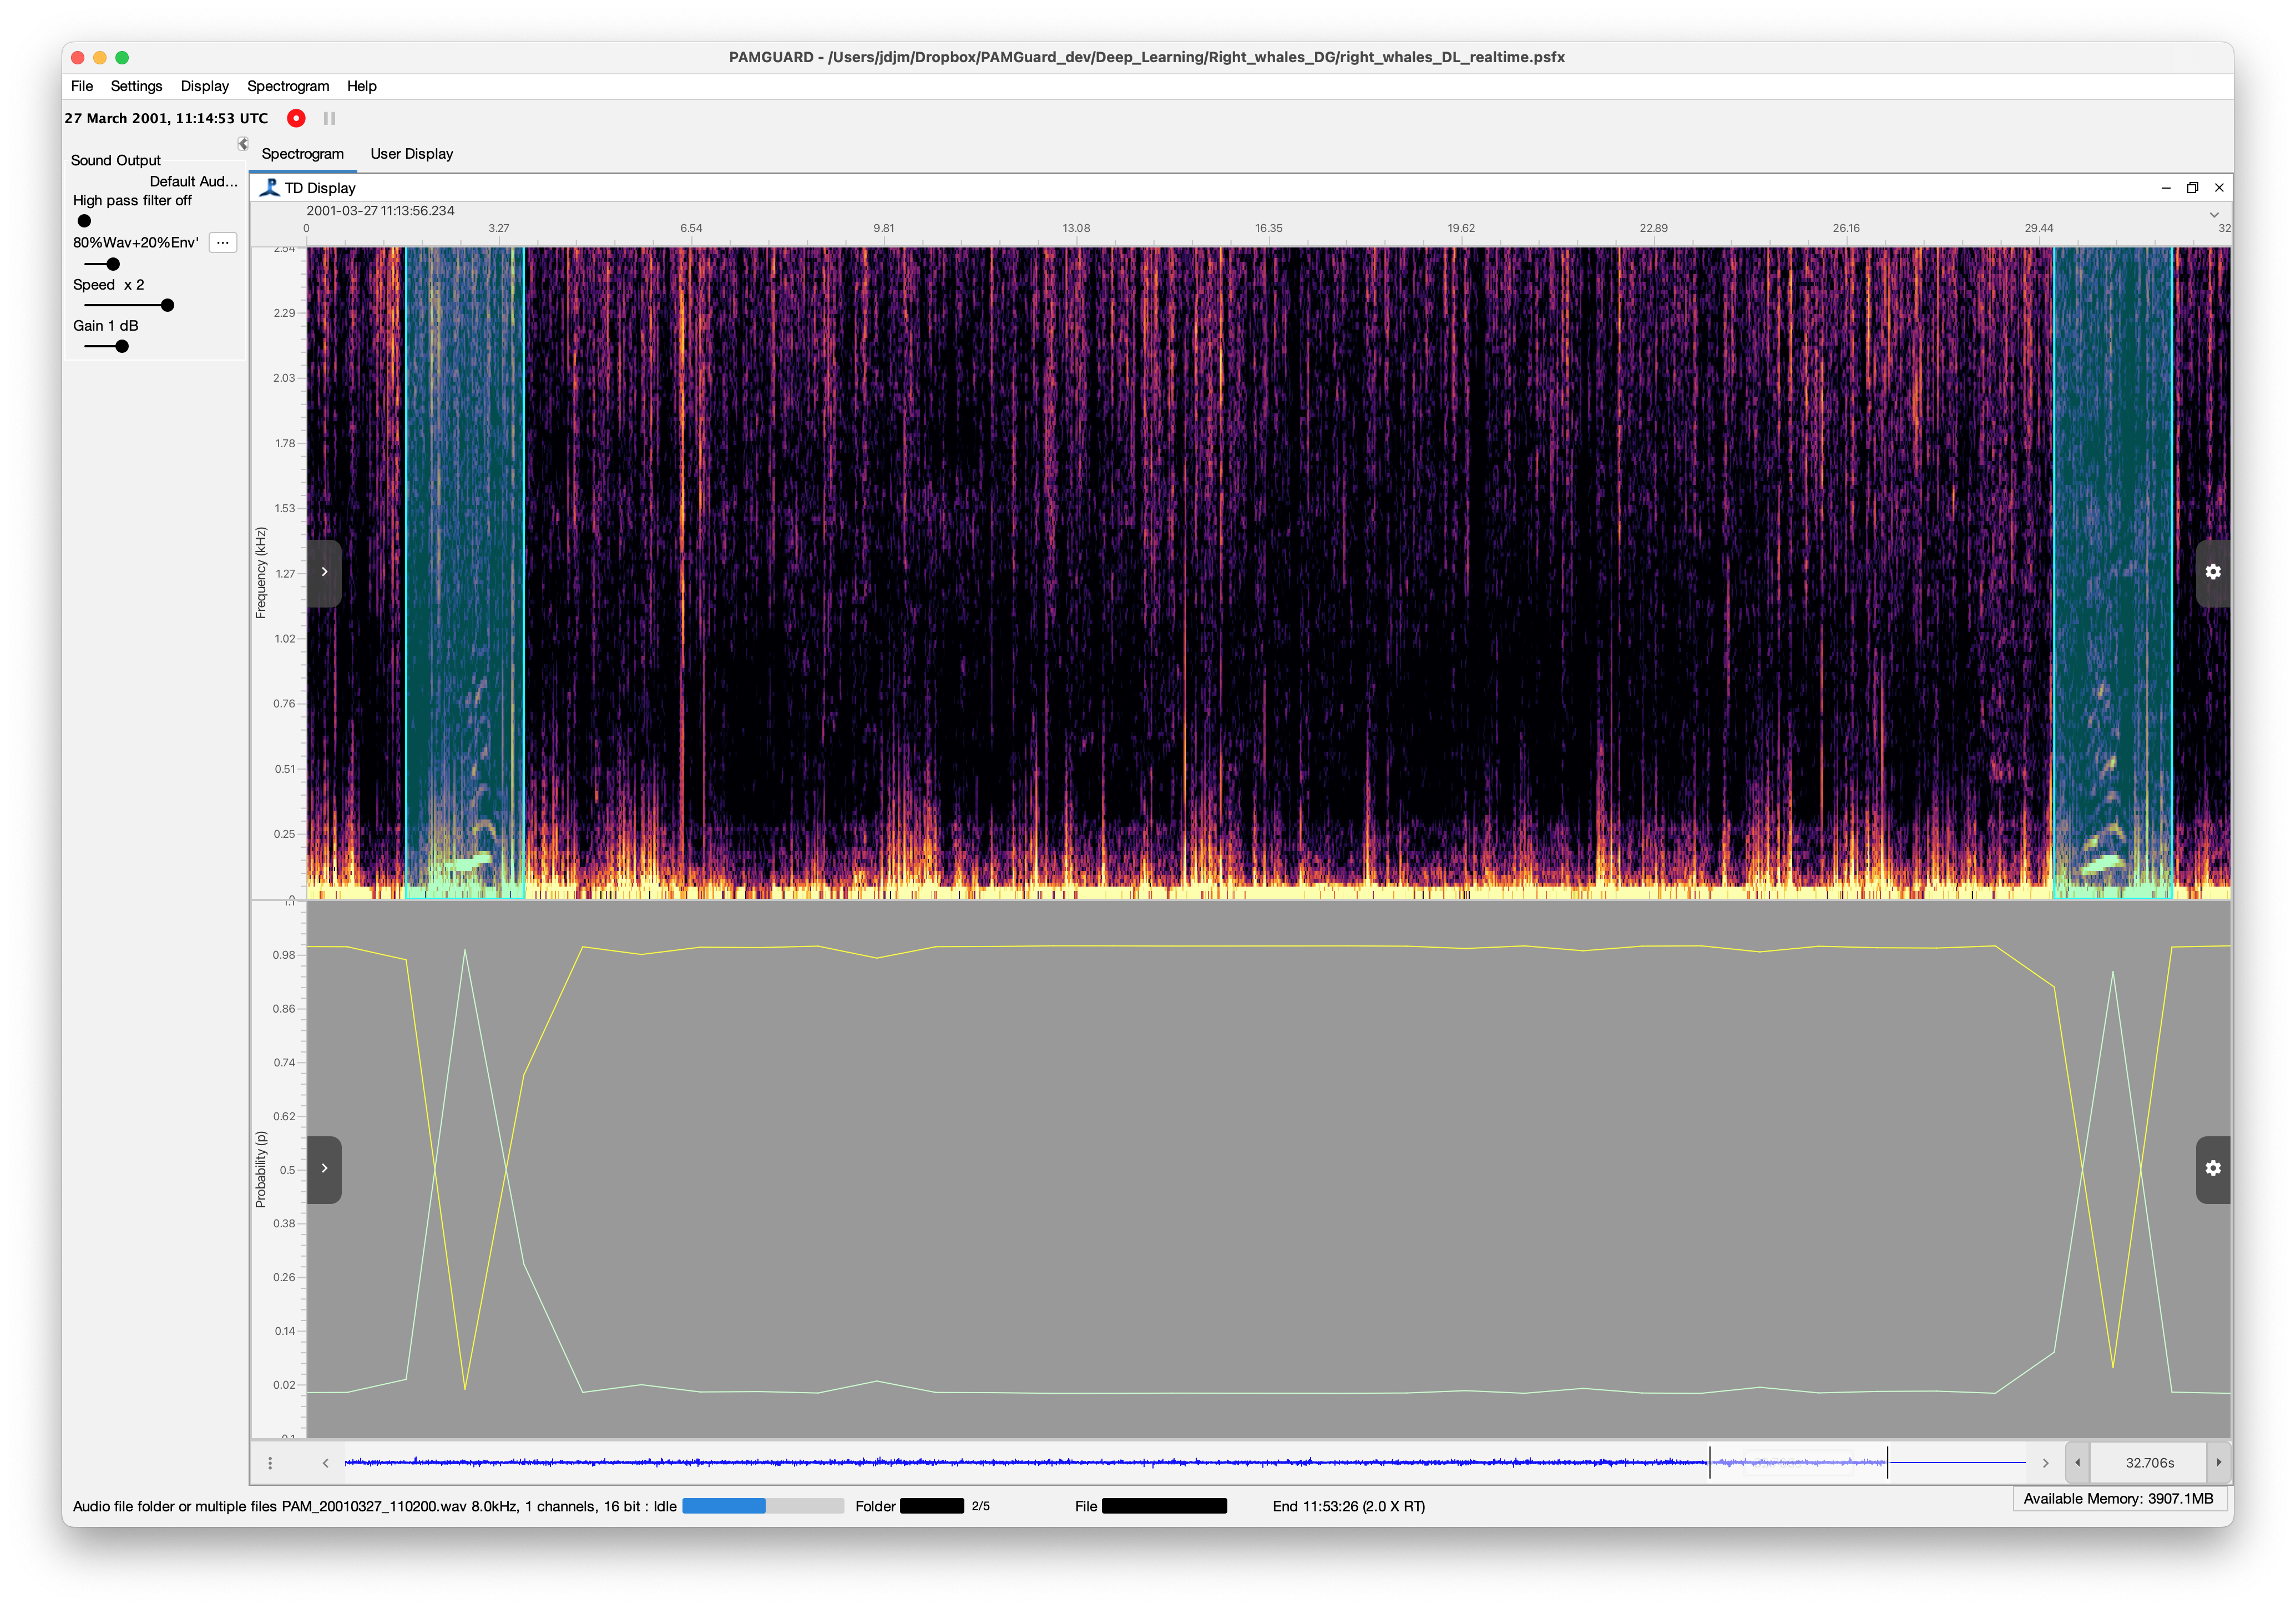 PAMGUARD - /Users/jdjm/Dropbox/PAMGuard_dev/Deep_Learning/Right_whales_DG/right_whales_DL_realtime.psfx
File Settings Display Spectrogram Help
27 March 2001, 11:14:53 UTC
Sound Output
Default Aud...
High pass filter off
80%Wav+20%Env'
...
Speed x 2
Gain 1 dB
Spectrogram User Display
TD Display
2001-03-27 11:13:56.234
0 3.27 6.54 9.81 13.08 16.35 19.62 22.89 26.16 29.44 32
2.54
2.29
2.03
1.78
1.53
1.27
1.02
0.76
0.51
0.25
Frequency (kHz)
1.1
0.98
0.86
0.74
0.62
0.5
0.38
0.26
0.14
0.02
Probability (p)
32.706s
Audio file folder or multiple files PAM_20010327_110200.wav 8.0kHz, 1 channels, 16 bit : Idle Folder 2/5 File End 11:53:26 (2.0 X RT)
Available Memory: 3907.1MB